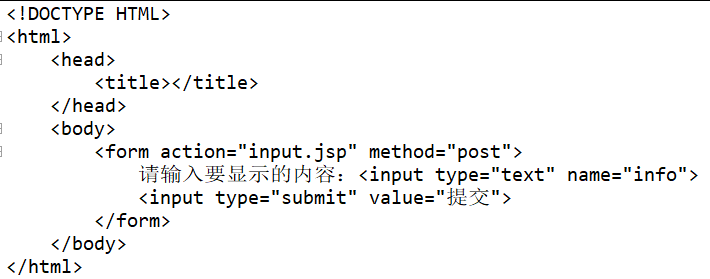 <!DOCTYPE HTML>
<html>
    <head>
        <title></title>
    </head>
    <body>
        <form action="input.jsp" method="post">
            请输入要显示的内容：<input type="text" name="info">
            <input type="submit" value="提交">
        </form>
    </body>
</html>